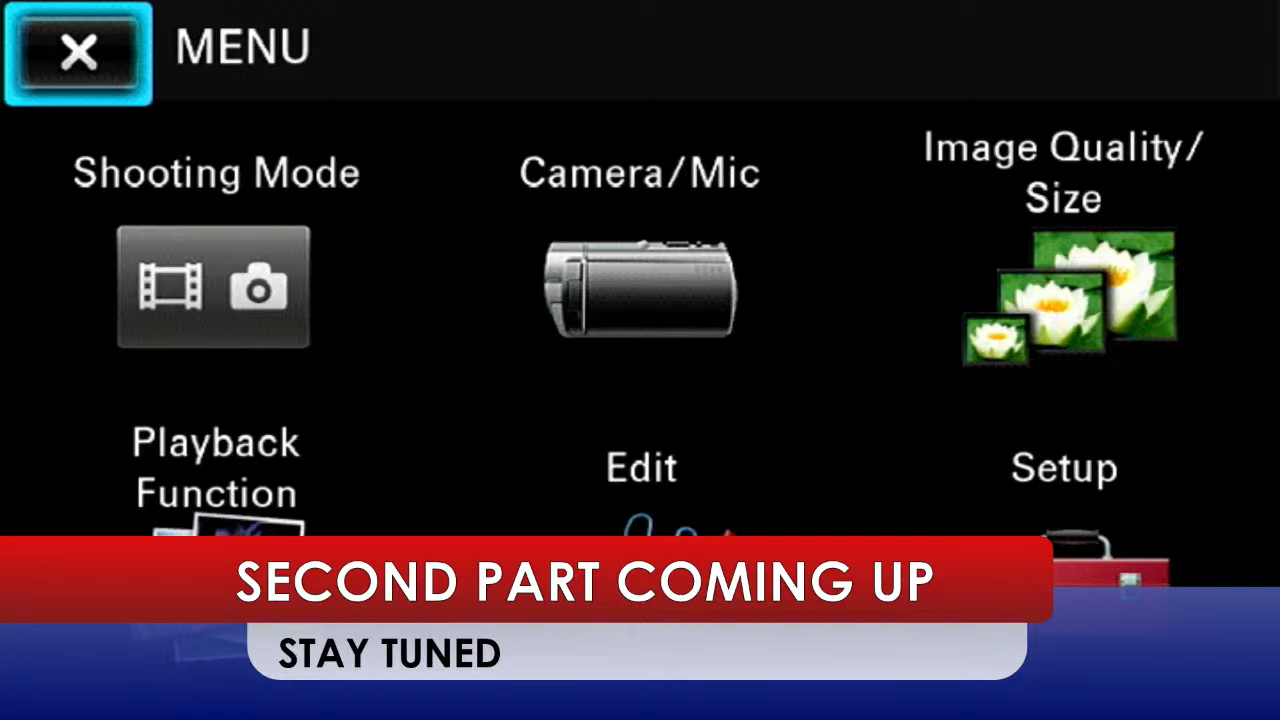 MENU
Shooting Mode
Camera/Mic
Image Quality/
Size
Playback
Function
Edit
Setup
SECOND PART COMING UP
STAY TUNED